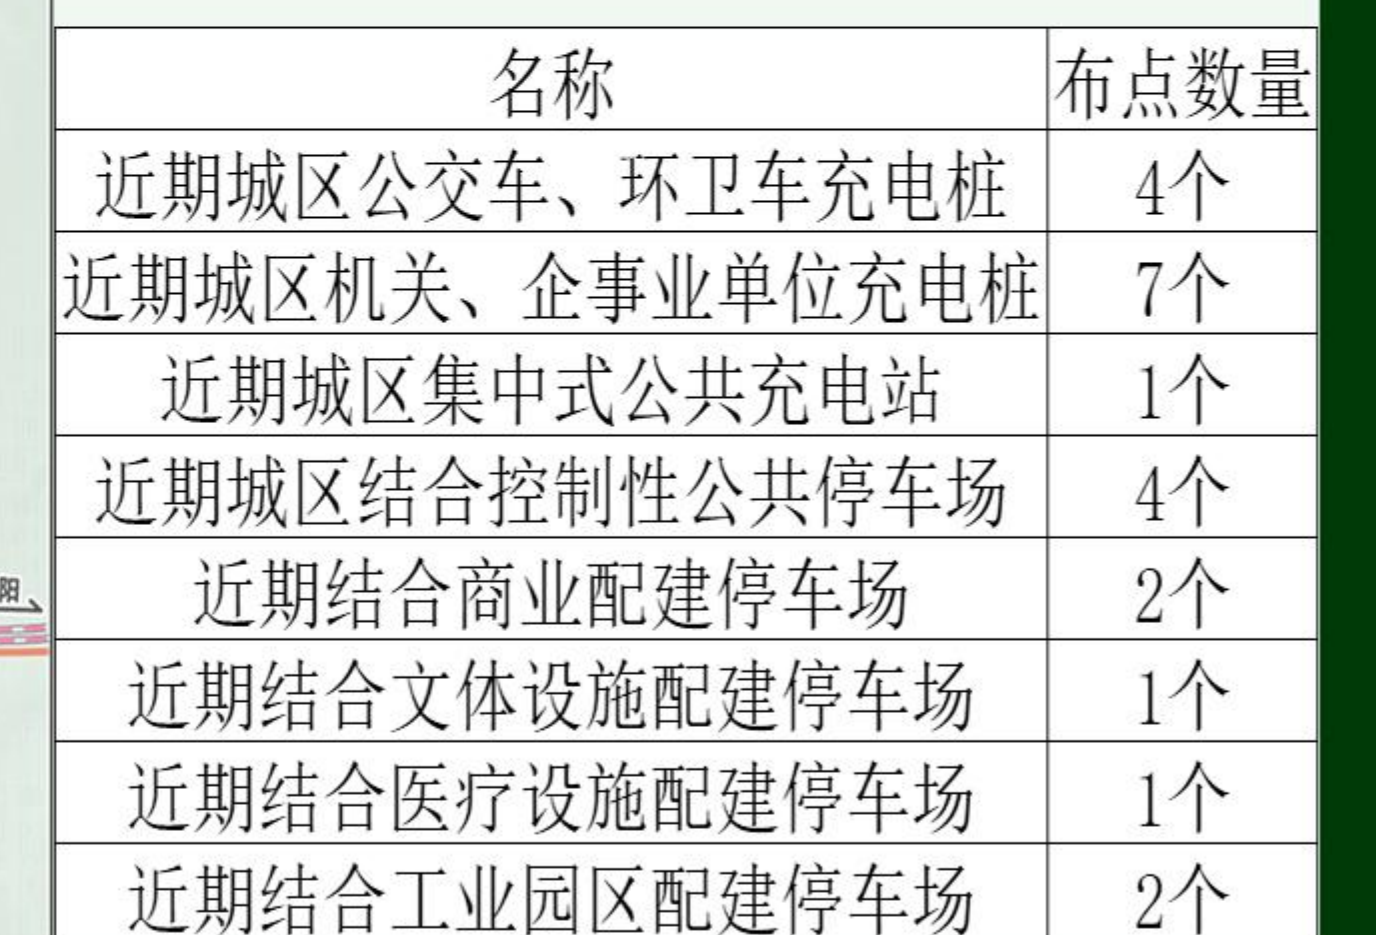 名称 布点数量
近期城区公交车、环卫车充电桩 4个
近期城区机关、企事业单位充电桩 7个
近期城区集中式公共充电站 1个
近期城区结合控制性公共停车场 4个
近期结合商业配建停车场 2个
阳
近期结合文体设施配建停车场 1个
近期结合医疗设施配建停车场 1个
近期结合工业园区配建停车场 2个